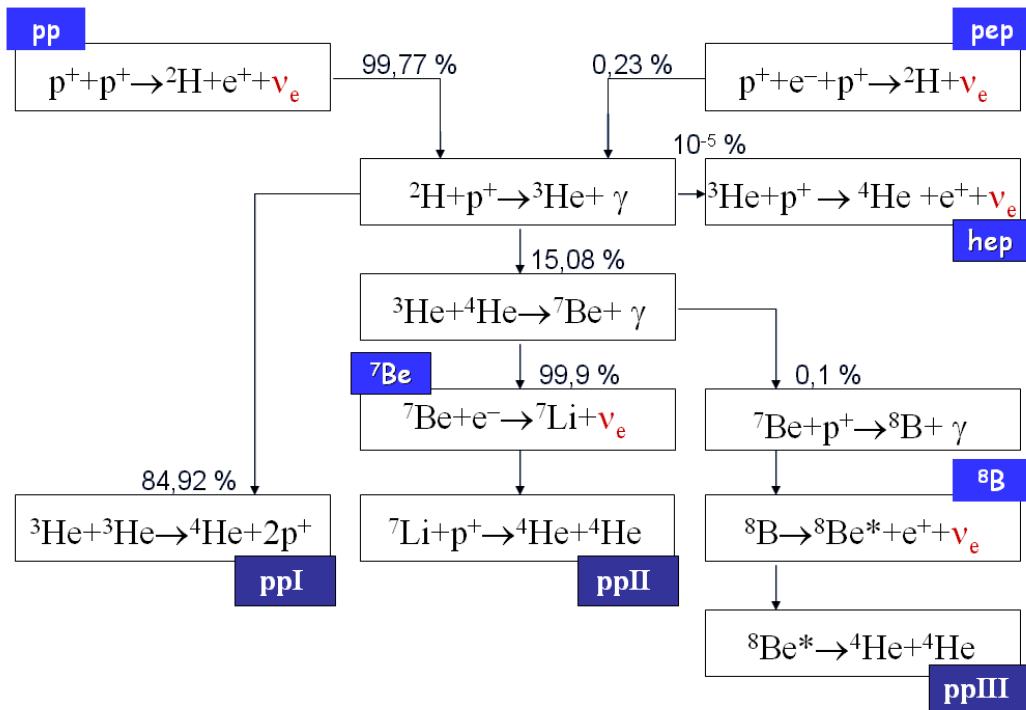 pp
p⁺+p⁺→²H+e⁺+νₑ
99,77 %
0,23 %
pep
p⁺+e⁻+p⁺→²H+νₑ
²H+p⁺→³He+ γ
10⁻⁵ %
³He+p⁺→ ⁴He +e⁺+νₑ
hep
15,08 %
³He+⁴He→⁷Be+ γ
⁷Be
99,9 %
⁷Be+e⁻→⁷Li+νₑ
0,1 %
⁷Be+p⁺→⁸B+ γ
84,92 %
³He+³He→⁴He+2p⁺
ppI
⁷Li+p⁺→⁴He+⁴He
ppII
⁸B
⁸B→⁸Be*+e⁺+νₑ
⁸Be*→⁴He+⁴He
ppIII